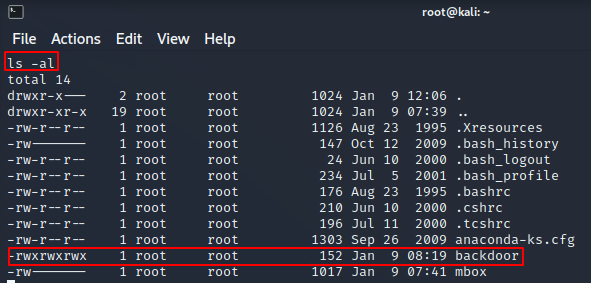 root@kali: ~
File Actions Edit View Help
ls -al
total 14
drwxr-x--- 2 root root 1024 Jan 9 12:06 .
drwxr-xr-x 19 root root 1024 Jan 9 07:39 ..
-rw-r--r-- 1 root root 1126 Aug 23 1995 .Xresources
-rw------- 1 root root 147 Oct 12 2009 .bash_history
-rw-r--r-- 1 root root 24 Jun 10 2000 .bash_logout
-rw-r--r-- 1 root root 234 Jul 5 2001 .bash_profile
-rw-r--r-- 1 root root 176 Aug 23 1995 .bashrc
-rw-r--r-- 1 root root 210 Jun 10 2000 .cshrc
-rw-r--r-- 1 root root 196 Jul 11 2000 .tcshrc
-rw-r--r-- 1 root root 1303 Sep 26 2009 anaconda-ks.cfg
-rwxrwxrwx 1 root root 152 Jan 9 08:19 backdoor
-rw------- 1 root root 1017 Jan 9 07:41 mbox